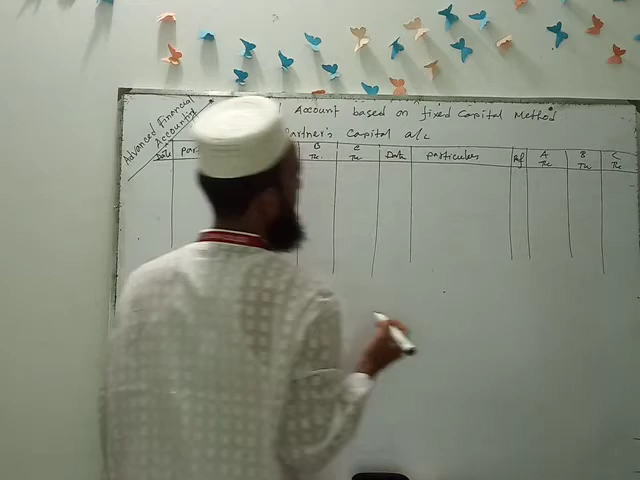 Advanced Financial
Accounting
Account based on fixed Capital Method
Partner's Capital a/c
Date B C Date particulars Ref A B C
Tk. Tk. Tk Tk Tk